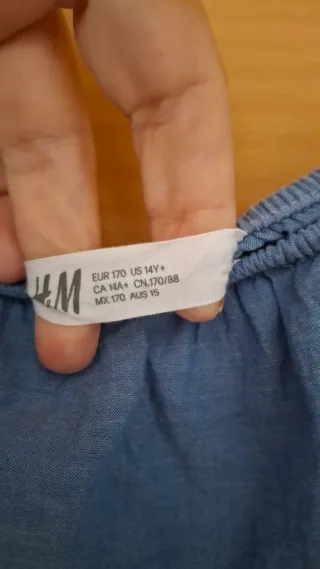 H&M
EUR 170 US 14Y+
CA 14A+ CN.170/88
MX 170 AUS 15